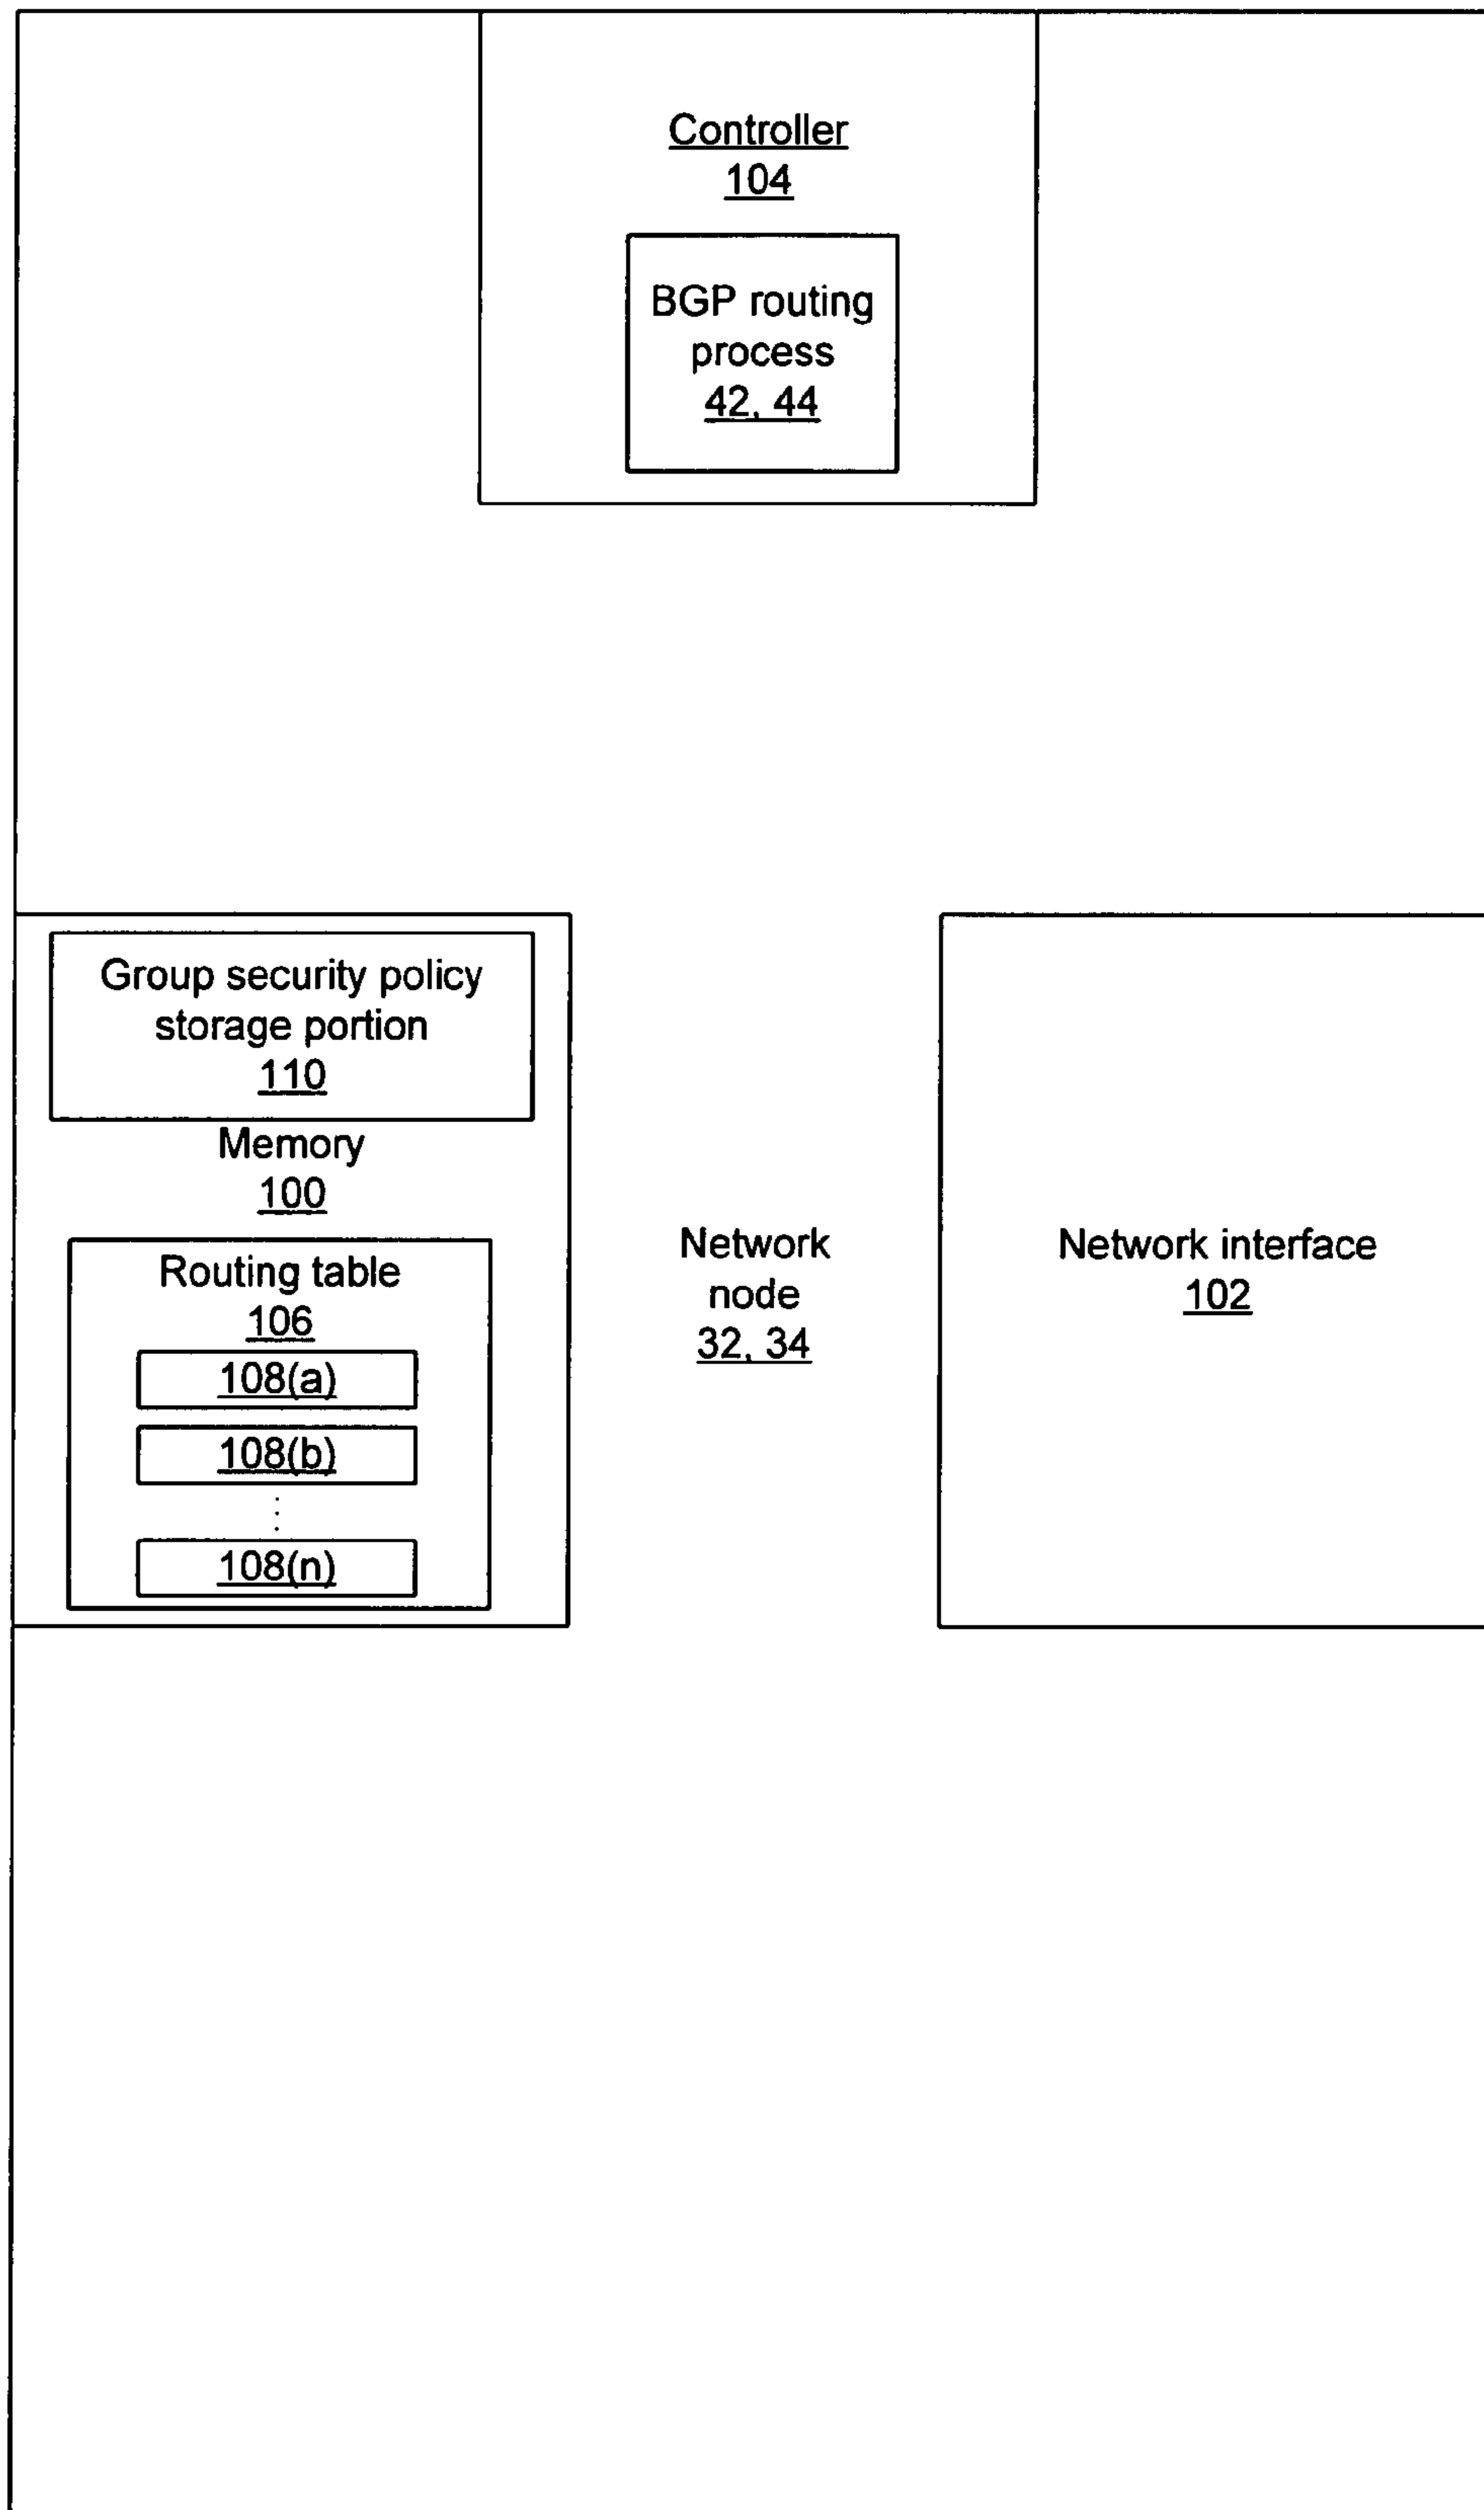 Controller
104
BGP routing
process
42, 44
Group security policy
storage portion
110
Memory
100
Routing table
106
108(a)
108(b)
108(n)
Network
node
32, 34
Network interface
102